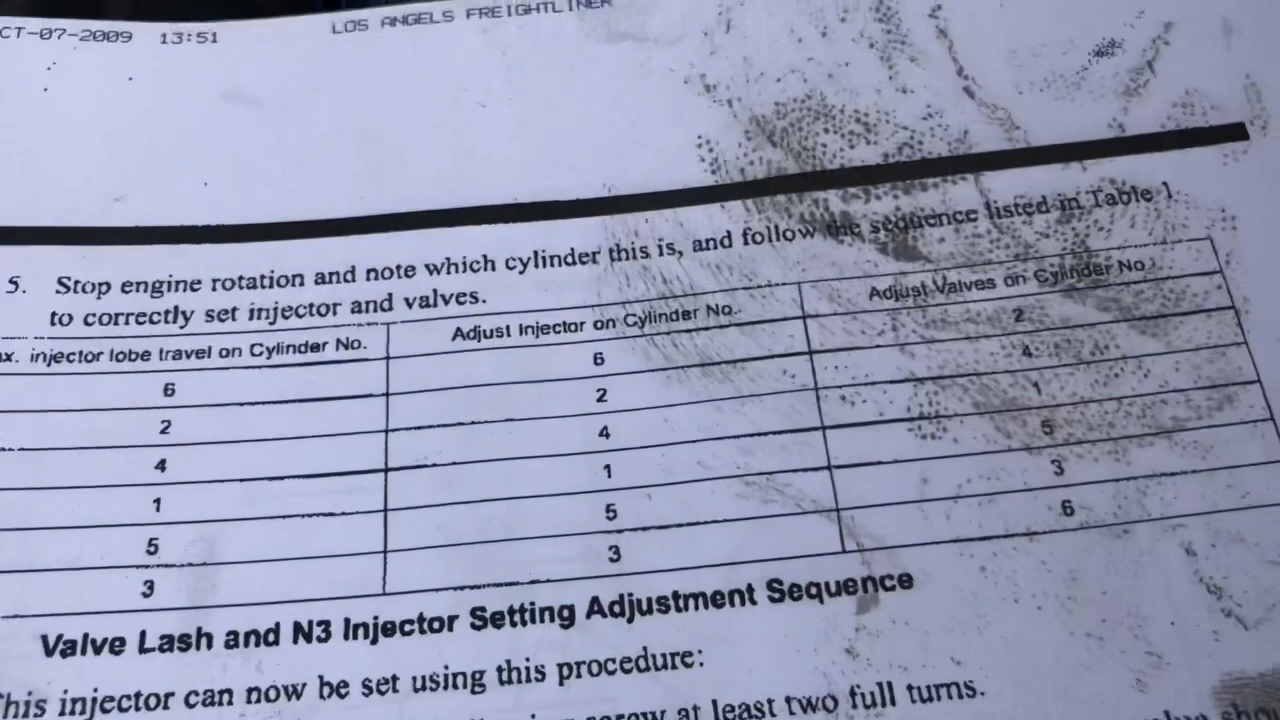 CT-07-2009 13:51 LOS ANGELS FREIGHTLINER
5. Stop engine rotation and note which cylinder this is, and follow the sequence listed in Table 1
to correctly set injector and valves.
x. injector lobe travel on Cylinder No. Adjust Injector on Cylinder No.. Adjust Valves on Cylinder No.
6 6 2
2 2 4
4 4 1
1 1 5
5 5 3
3 3 6
Valve Lash and N3 Injector Setting Adjustment Sequence
This injector can now be set using this procedure:
screw at least two full turns.